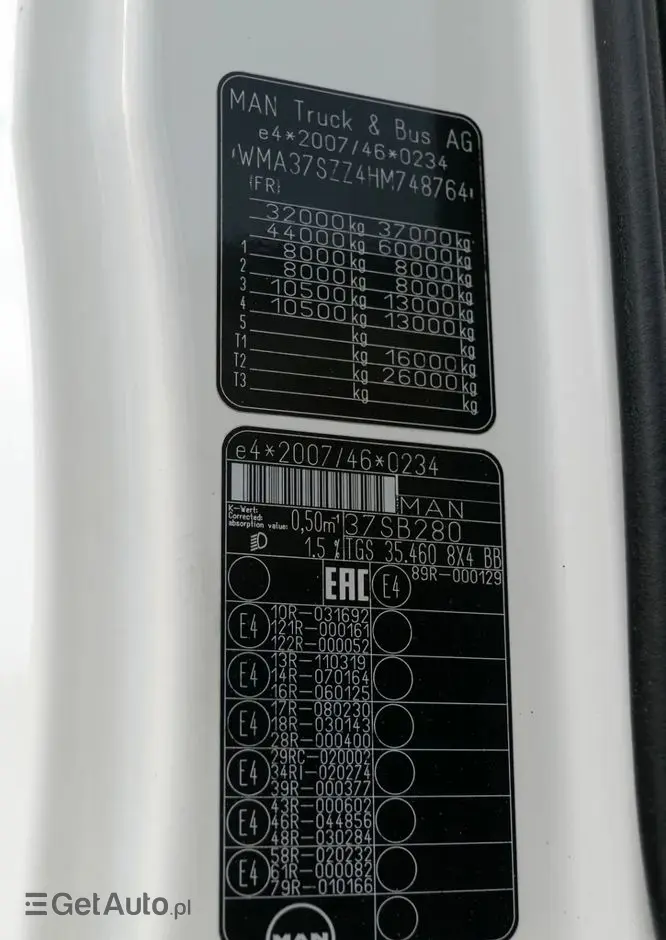 MAN Truck & Bus AG
e4*2007/46*0234
'WMA37SZZ4HM748764'
(FR)
32000 kg 37000 kg
44000 kg 60000 kg
1 8000 kg 8000 kg
2 8000 kg 8000 kg
3 10500 kg 13000 kg
4 10500 kg 13000 kg
5 kg kg
T1 kg 16000 kg
T2 kg 26000 kg
T3 kg kg
e4*2007/46*0234
K-Wert:
Corrected
absorption value: 0,50m⁻¹
MAN
37SB280
1.5 % TGS 35.460 8X4 BB
EAC E4 89R-000129
E4 10R-031692
121R-000161
122R-000052
E4 13R-110319
14R-070164
16R-060125
E4 17R-080230
18R-030143
28R-000400
E4 29RC-020002
34RI-020274
39R-000377
E4 43R-000602
46R-044856
48R-030284
E4 58R-020232
61R-000082
79R-010166
MAN
GetAuto.pl